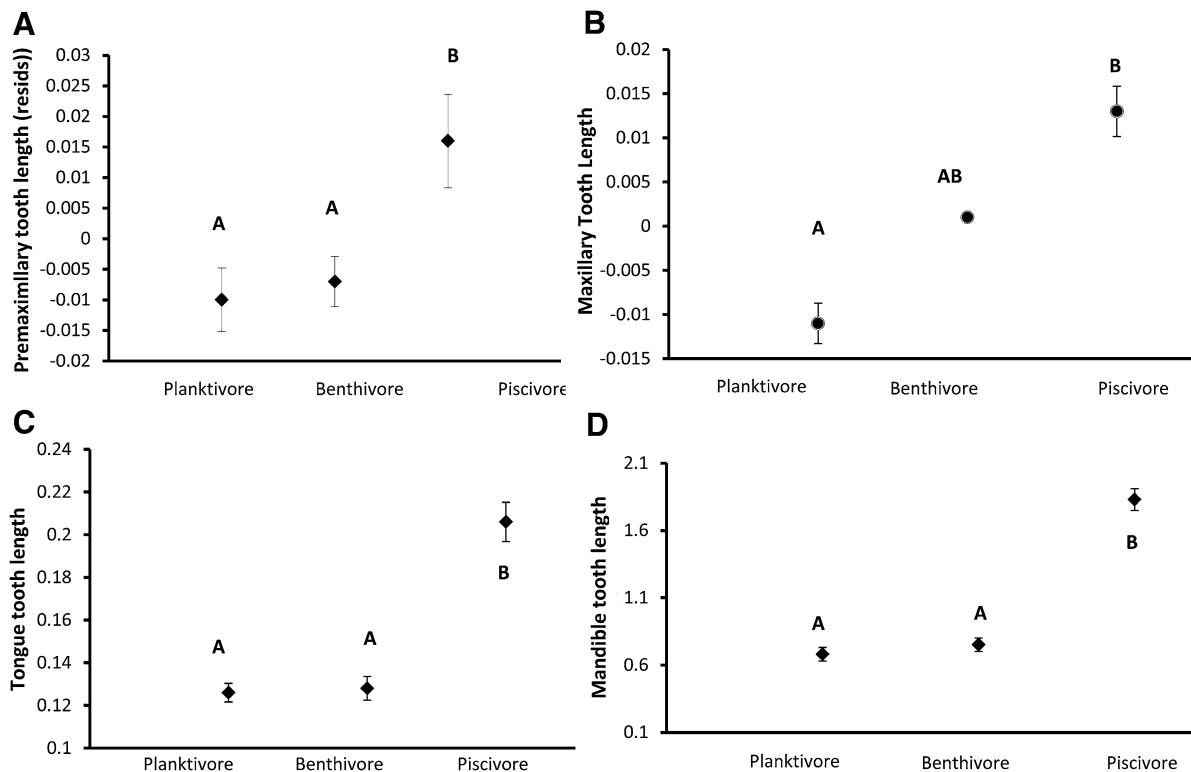 A
Premaximllary tooth length (resids))
0.03
0.025
0.02
0.015
0.01
0.005
0
-0.005
-0.01
-0.015
-0.02
A
A
B
Planktivore
Benthivore
Piscivore
B
Maxillary Tooth Length
0.02
0.015
0.01
0.005
0
-0.005
-0.01
-0.015
A
AB
B
Planktivore
Benthivore
Piscivore
C
Tongue tooth length
0.24
0.22
0.2
0.18
0.16
0.14
0.12
0.1
A
A
B
Planktivore
Benthivore
Piscivore
D
Mandible tooth length
2.1
1.6
1.1
0.6
0.1
A
A
B
Planktivore
Benthivore
Piscivore